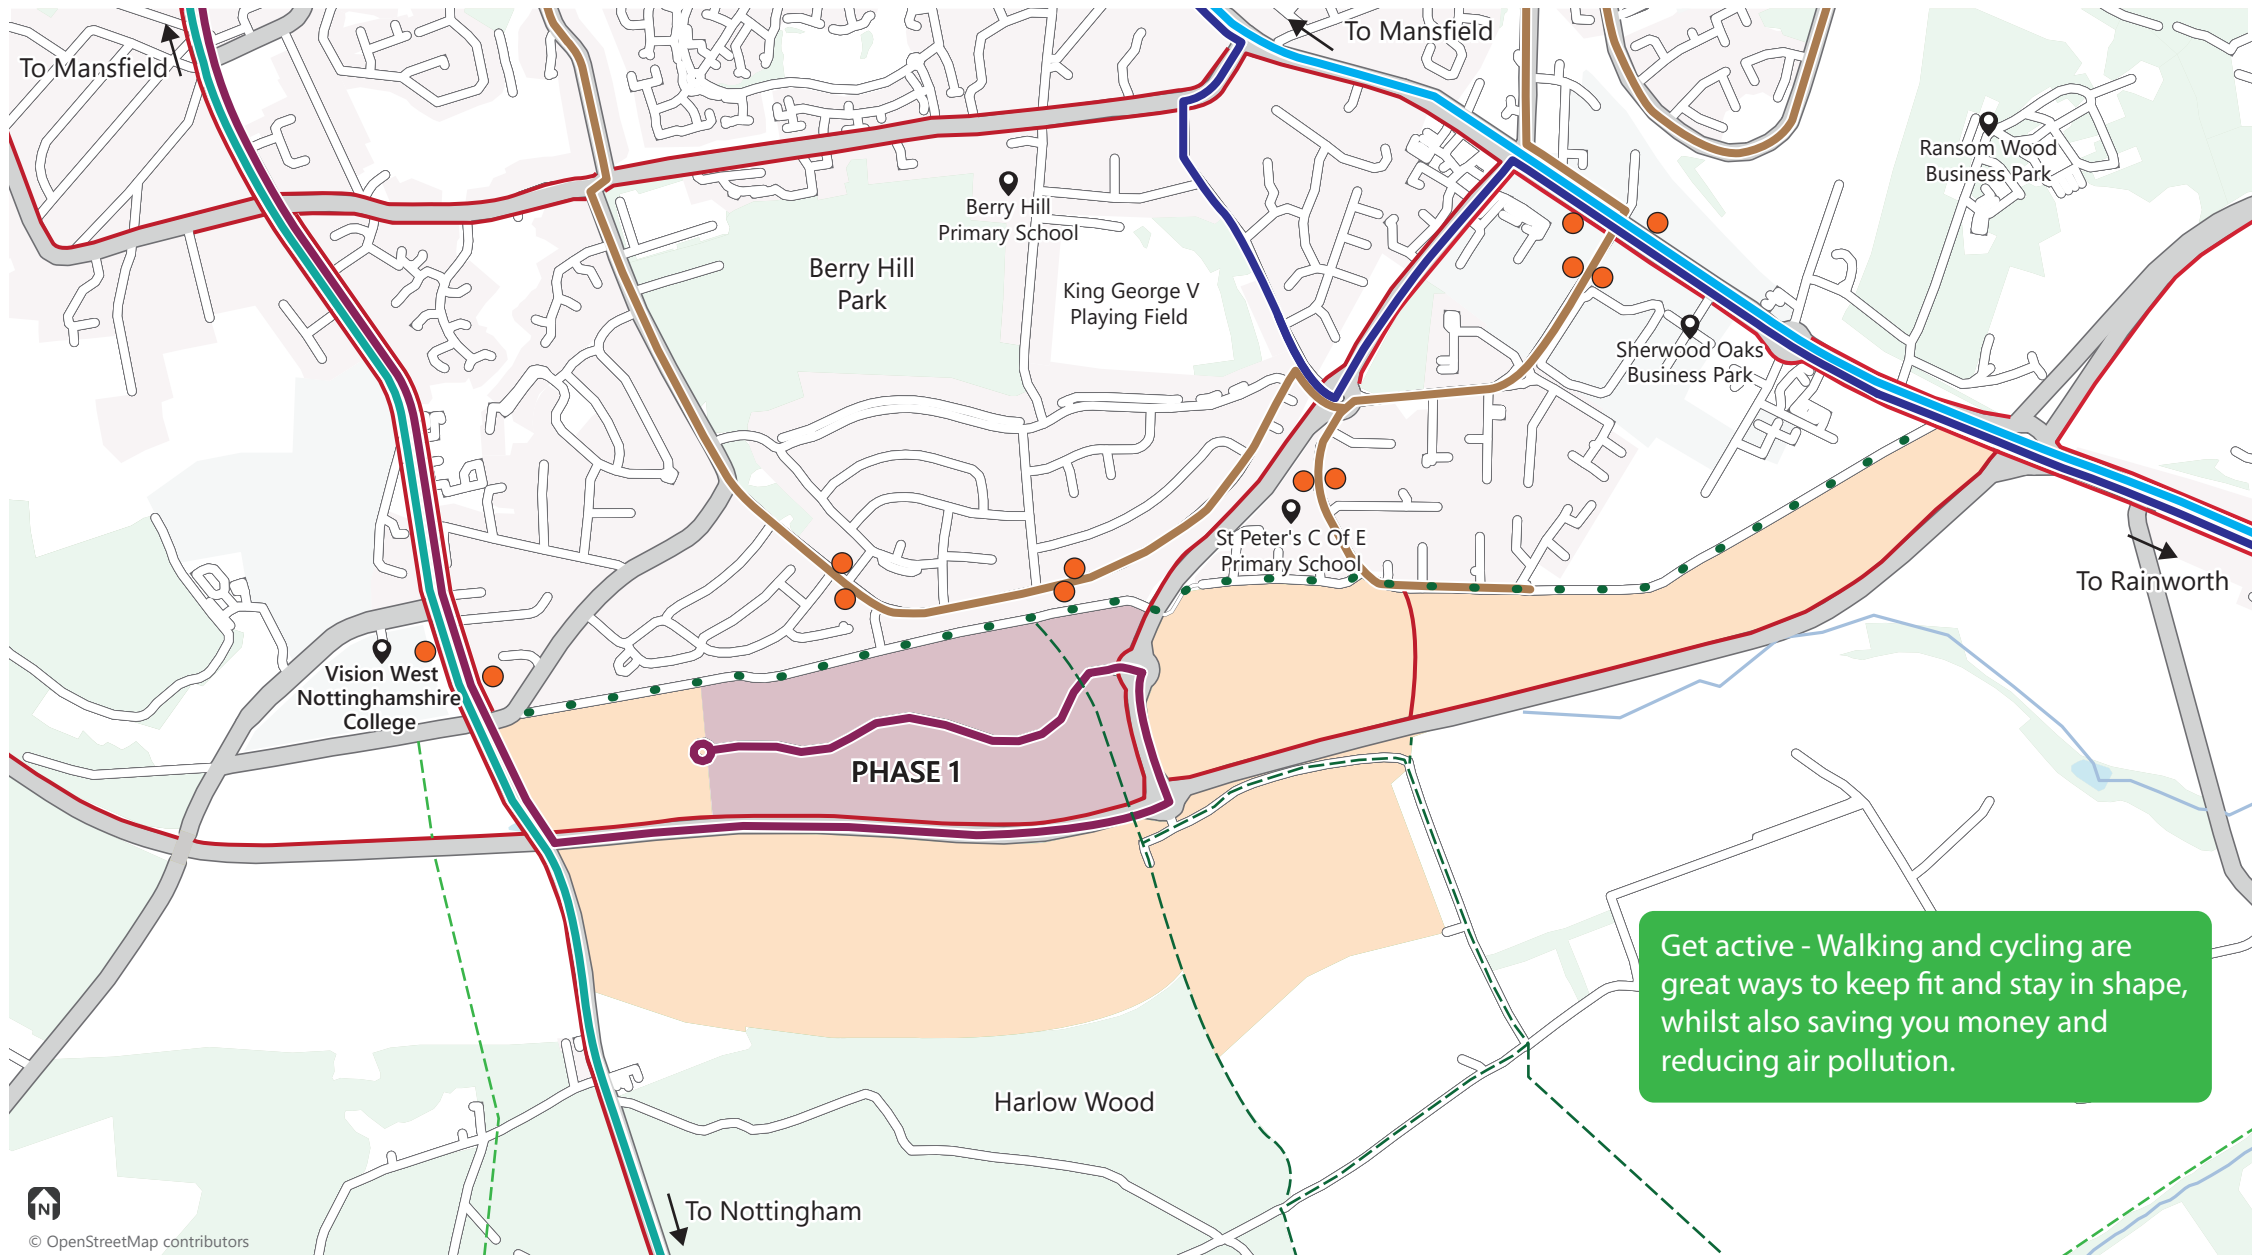 To Mansfield
To Mansfield
Ransom Wood
Business Park
Berry Hill
Primary School
Berry Hill
Park
King George V
Playing Field
Sherwood Oaks
Business Park
St Peter's C Of E
Primary School
To Rainworth
Vision West
Nottinghamshire
College
PHASE 1
Get active - Walking and cycling are
great ways to keep fit and stay in shape,
whilst also saving you money and
reducing air pollution.
Harlow Wood
To Nottingham
N
© OpenStreetMap contributors